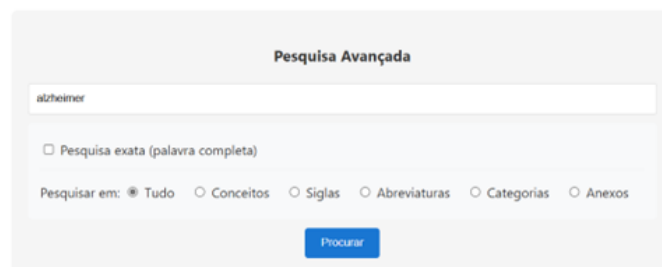 Pesquisa Avançada
alzheimer
Pesquisa exata (palavra completa)
Pesquisar em: Tudo Conceitos Siglas Abreviaturas Categorias Anexos
Procurar